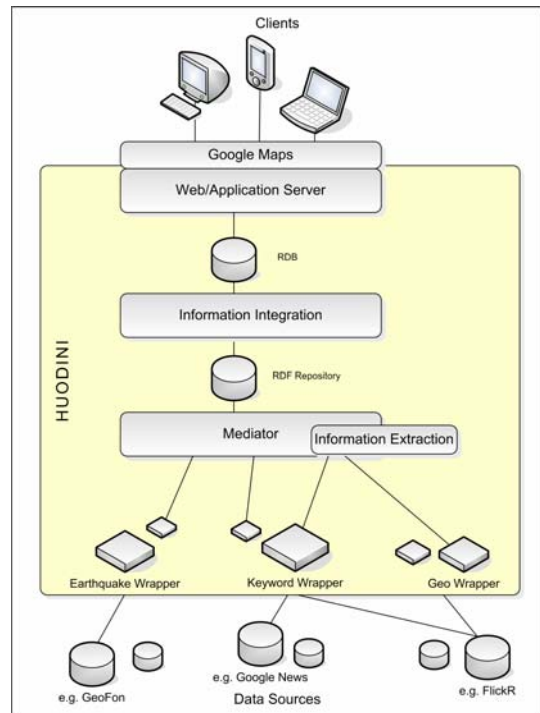 Clients
Google Maps
Web/Application Server
RDB
Information Integration
RDF Repository
HUODINI
Mediator
Information Extraction
Earthquake Wrapper
Keyword Wrapper
Geo Wrapper
e.g. GeoFon
e.g. Google News
e.g. FlickR
Data Sources